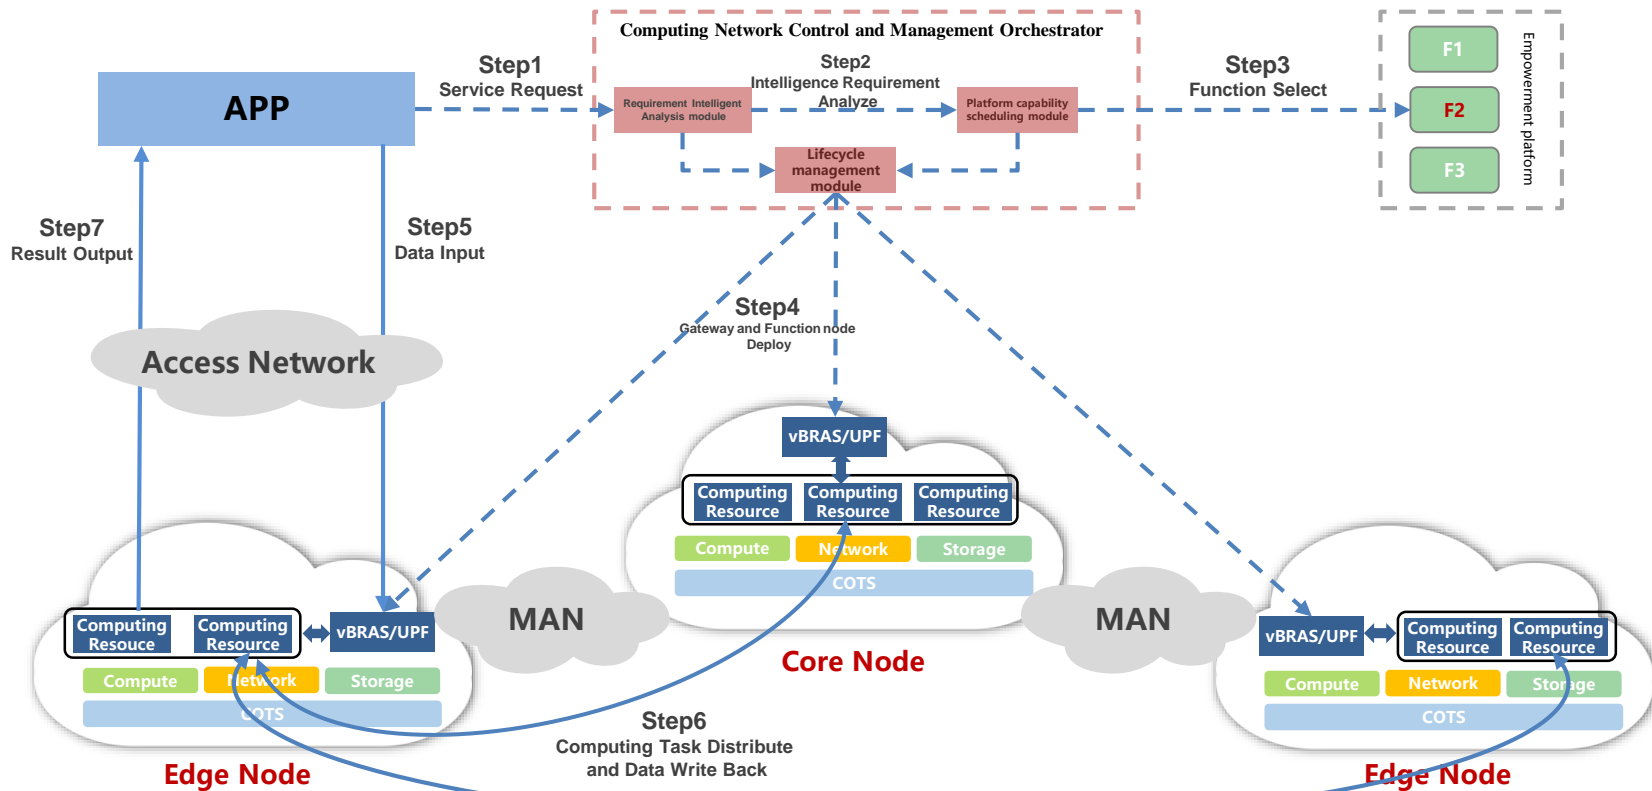 Computing Network Control and Management Orchestrator
Step1
Service Request
Step2
Intelligence Requirement
Analyze
Step3
Function Select
APP
Requirement Intelligent
Analysis module
Platform capability
scheduling module
Lifecycle
management
module
F1
F2
F3
Empowerment platform
Step7
Result Output
Step5
Data Input
Step4
Gateway and Function node
Deploy
Access Network
vBRAS/UPF
Computing
Resource
Computing
Resource
Computing
Resource
Compute
Network
Storage
COTS
Core Node
MAN
MAN
Computing
Resouce
Computing
Resource
vBRAS/UPF
Compute
Network
Storage
COTS
Edge Node
Step6
Computing Task Distribute
and Data Write Back
vBRAS/UPF
Computing
Resource
Computing
Resource
Compute
Network
Storage
COTS
Edge Node